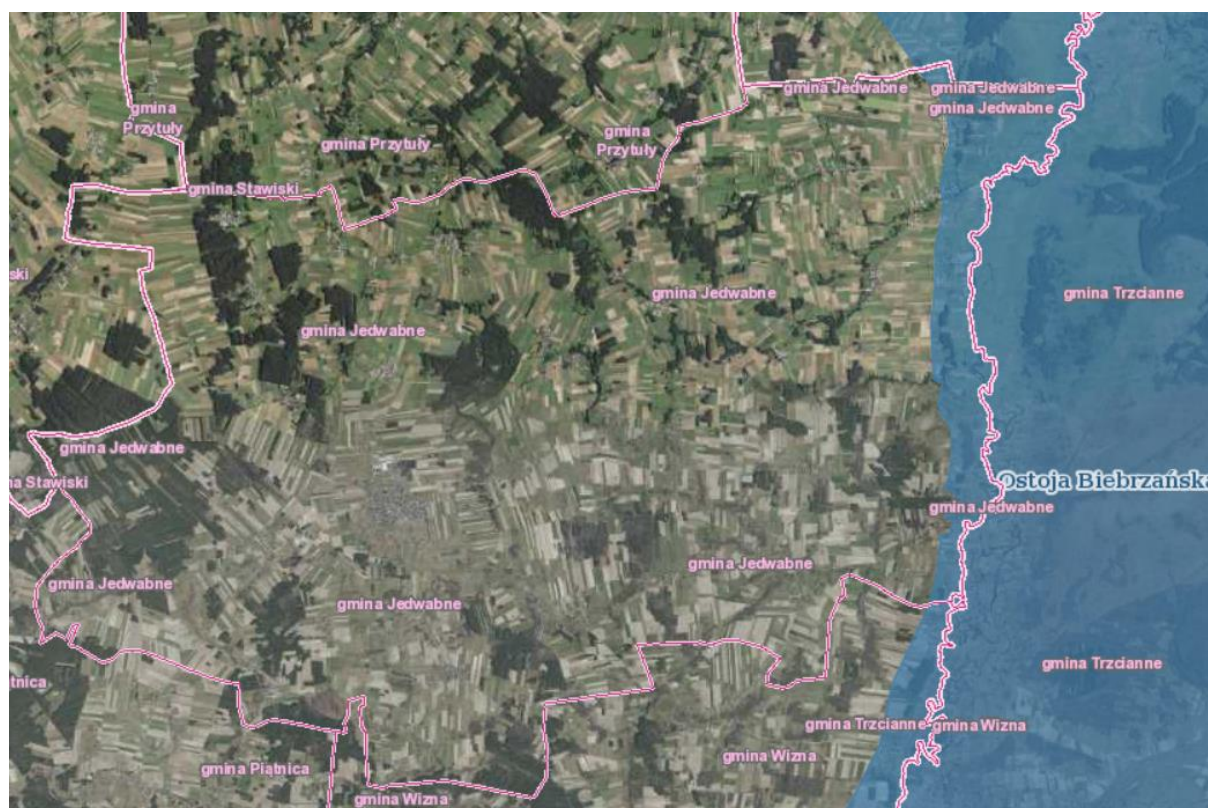 gmina Jedwabne
gmina Jedwabne
gmina Jedwabne
gmina
Przytuły
gmina
Przytuły
gmina Przytuły
gmina Stawiski
ski
gmina Jedwabne
gmina Trzcianne
gmina Jedwabne
gmina Jedwabne
na Stawiski
Ostoja Biebrzańska
gmina Jedwabne
gmina Jedwabne
gmina Jedwabne
gmina Jedwabne
gmina Trzcianne
tnica
gmina Trzcianne
gmina Wizna
gmina Piątnica
gmina Wizna
gmina Wizna